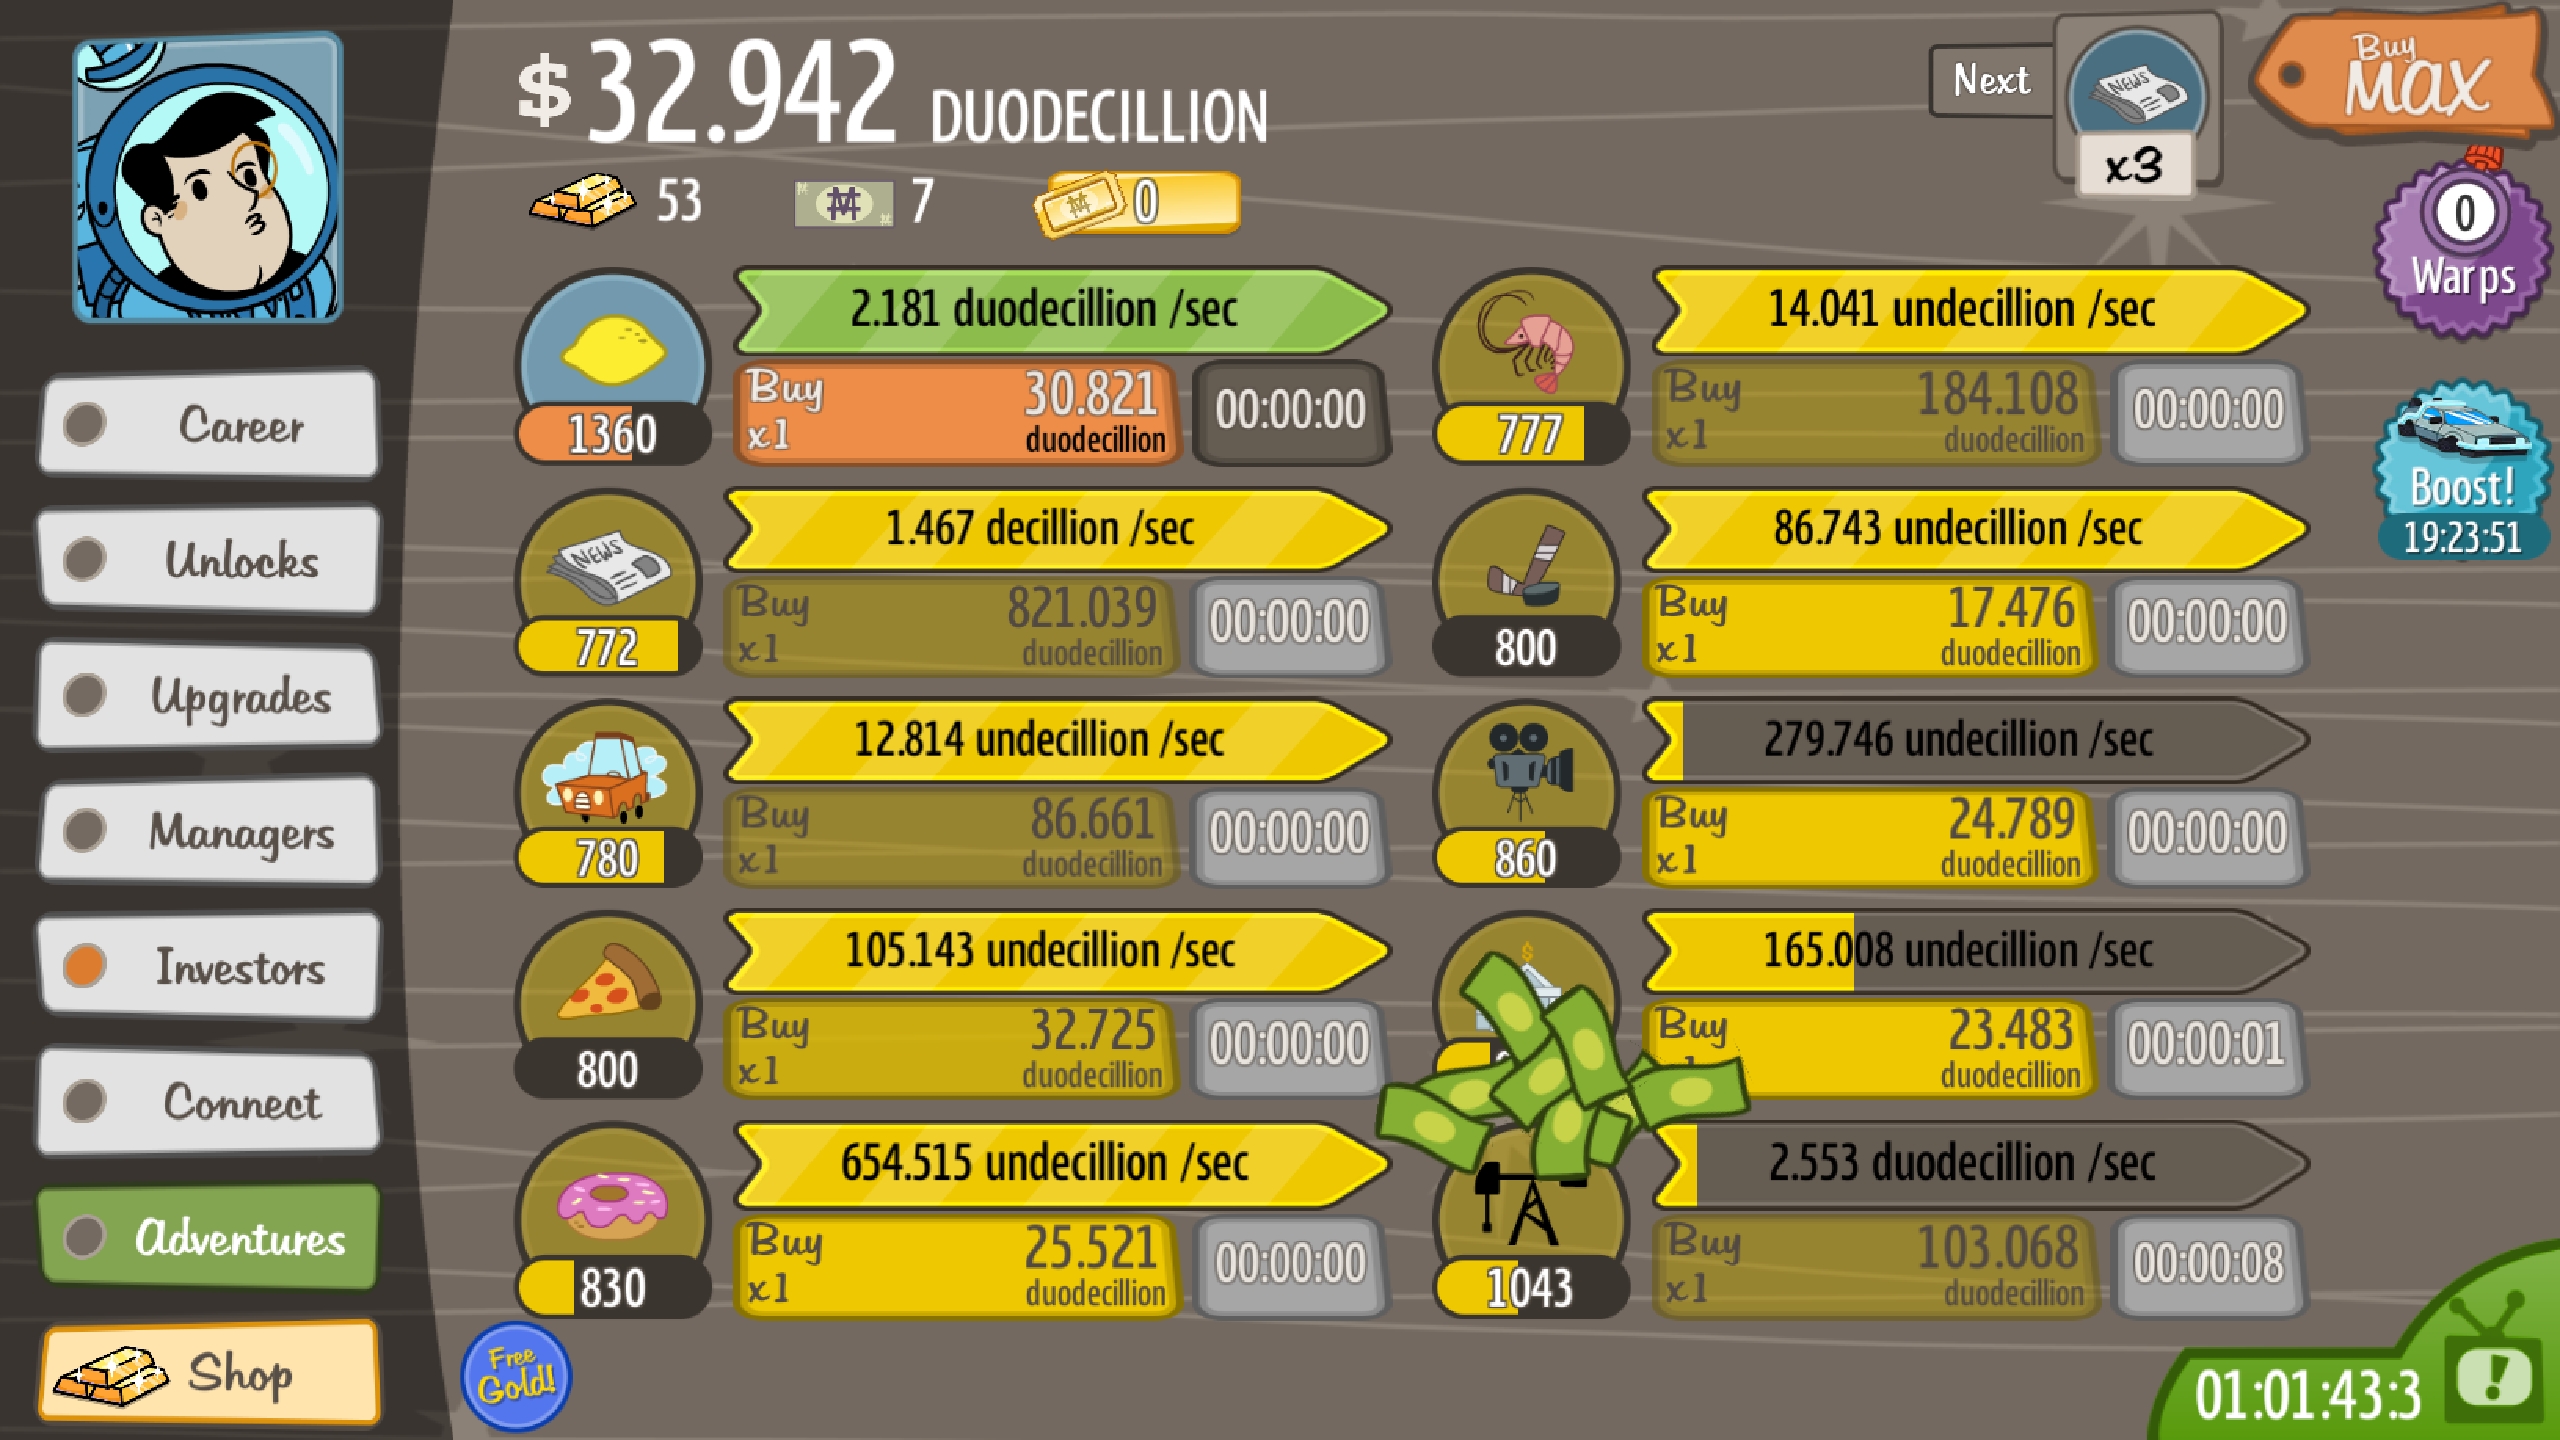 $32.942 DUODECILLION
53
7
0
Next
NEWS
x3
Buy
MAX
0
Warps
Boost!
19:23:51
Career
Unlocks
Upgrades
Managers
Investors
Connect
Adventures
Shop
2.181 duodecillion /sec
1360
Buy
x1
30.821
duodecillion
00:00:00
14.041 undecillion /sec
777
Buy
x1
184.108
duodecillion
00:00:00
NEWS
1.467 decillion /sec
772
Buy
x1
821.039
duodecillion
00:00:00
86.743 undecillion /sec
800
Buy
x1
17.476
duodecillion
00:00:00
12.814 undecillion /sec
780
Buy
x1
86.661
duodecillion
00:00:00
279.746 undecillion /sec
860
Buy
x1
24.789
duodecillion
00:00:00
105.143 undecillion /sec
800
Buy
x1
32.725
duodecillion
00:00:00
165.008 undecillion /sec
Buy
23.483
duodecillion
00:00:01
654.515 undecillion /sec
830
Buy
x1
25.521
duodecillion
00:00:00
2.553 duodecillion /sec
1043
Buy
x1
103.068
duodecillion
00:00:08
Free
Gold!
01:01:43:3
!